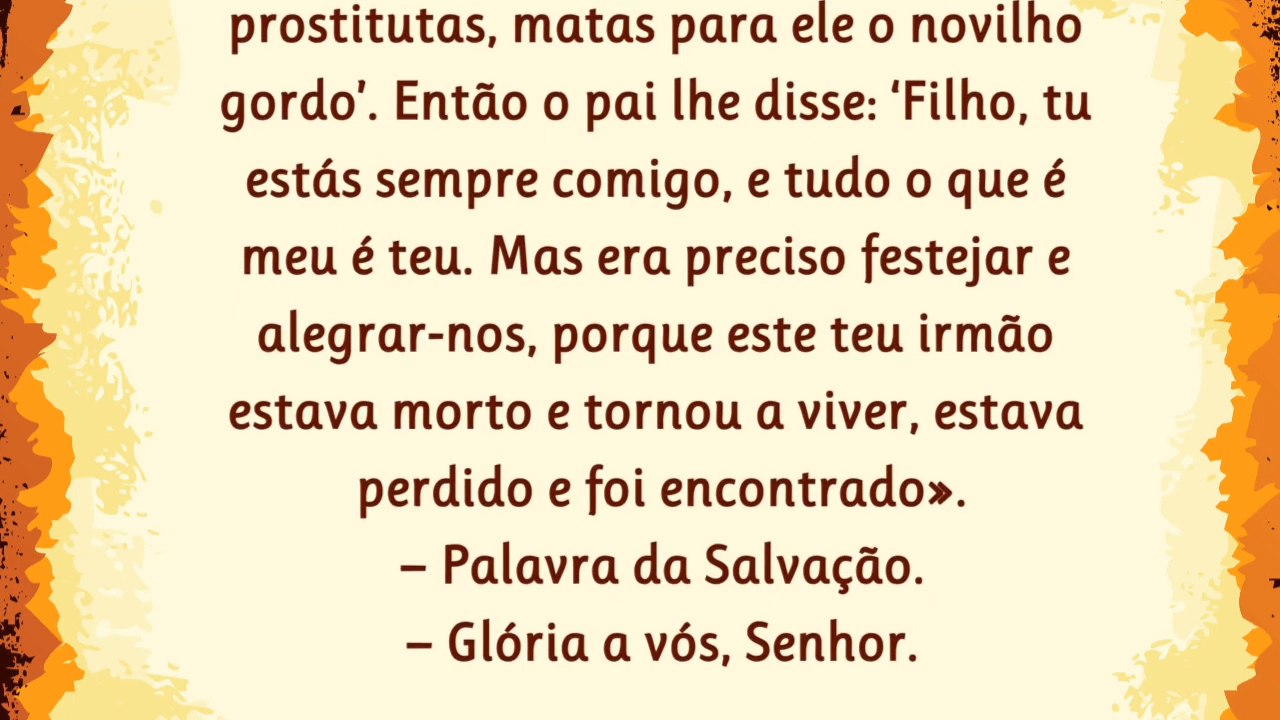 prostitutas, matas para ele o novilho
gordo’. Então o pai lhe disse: ‘Filho, tu
estás sempre comigo, e tudo o que é
meu é teu. Mas era preciso festejar e
alegrar-nos, porque este teu irmão
estava morto e tornou a viver, estava
perdido e foi encontrado».
– Palavra da Salvação.
– Glória a vós, Senhor.